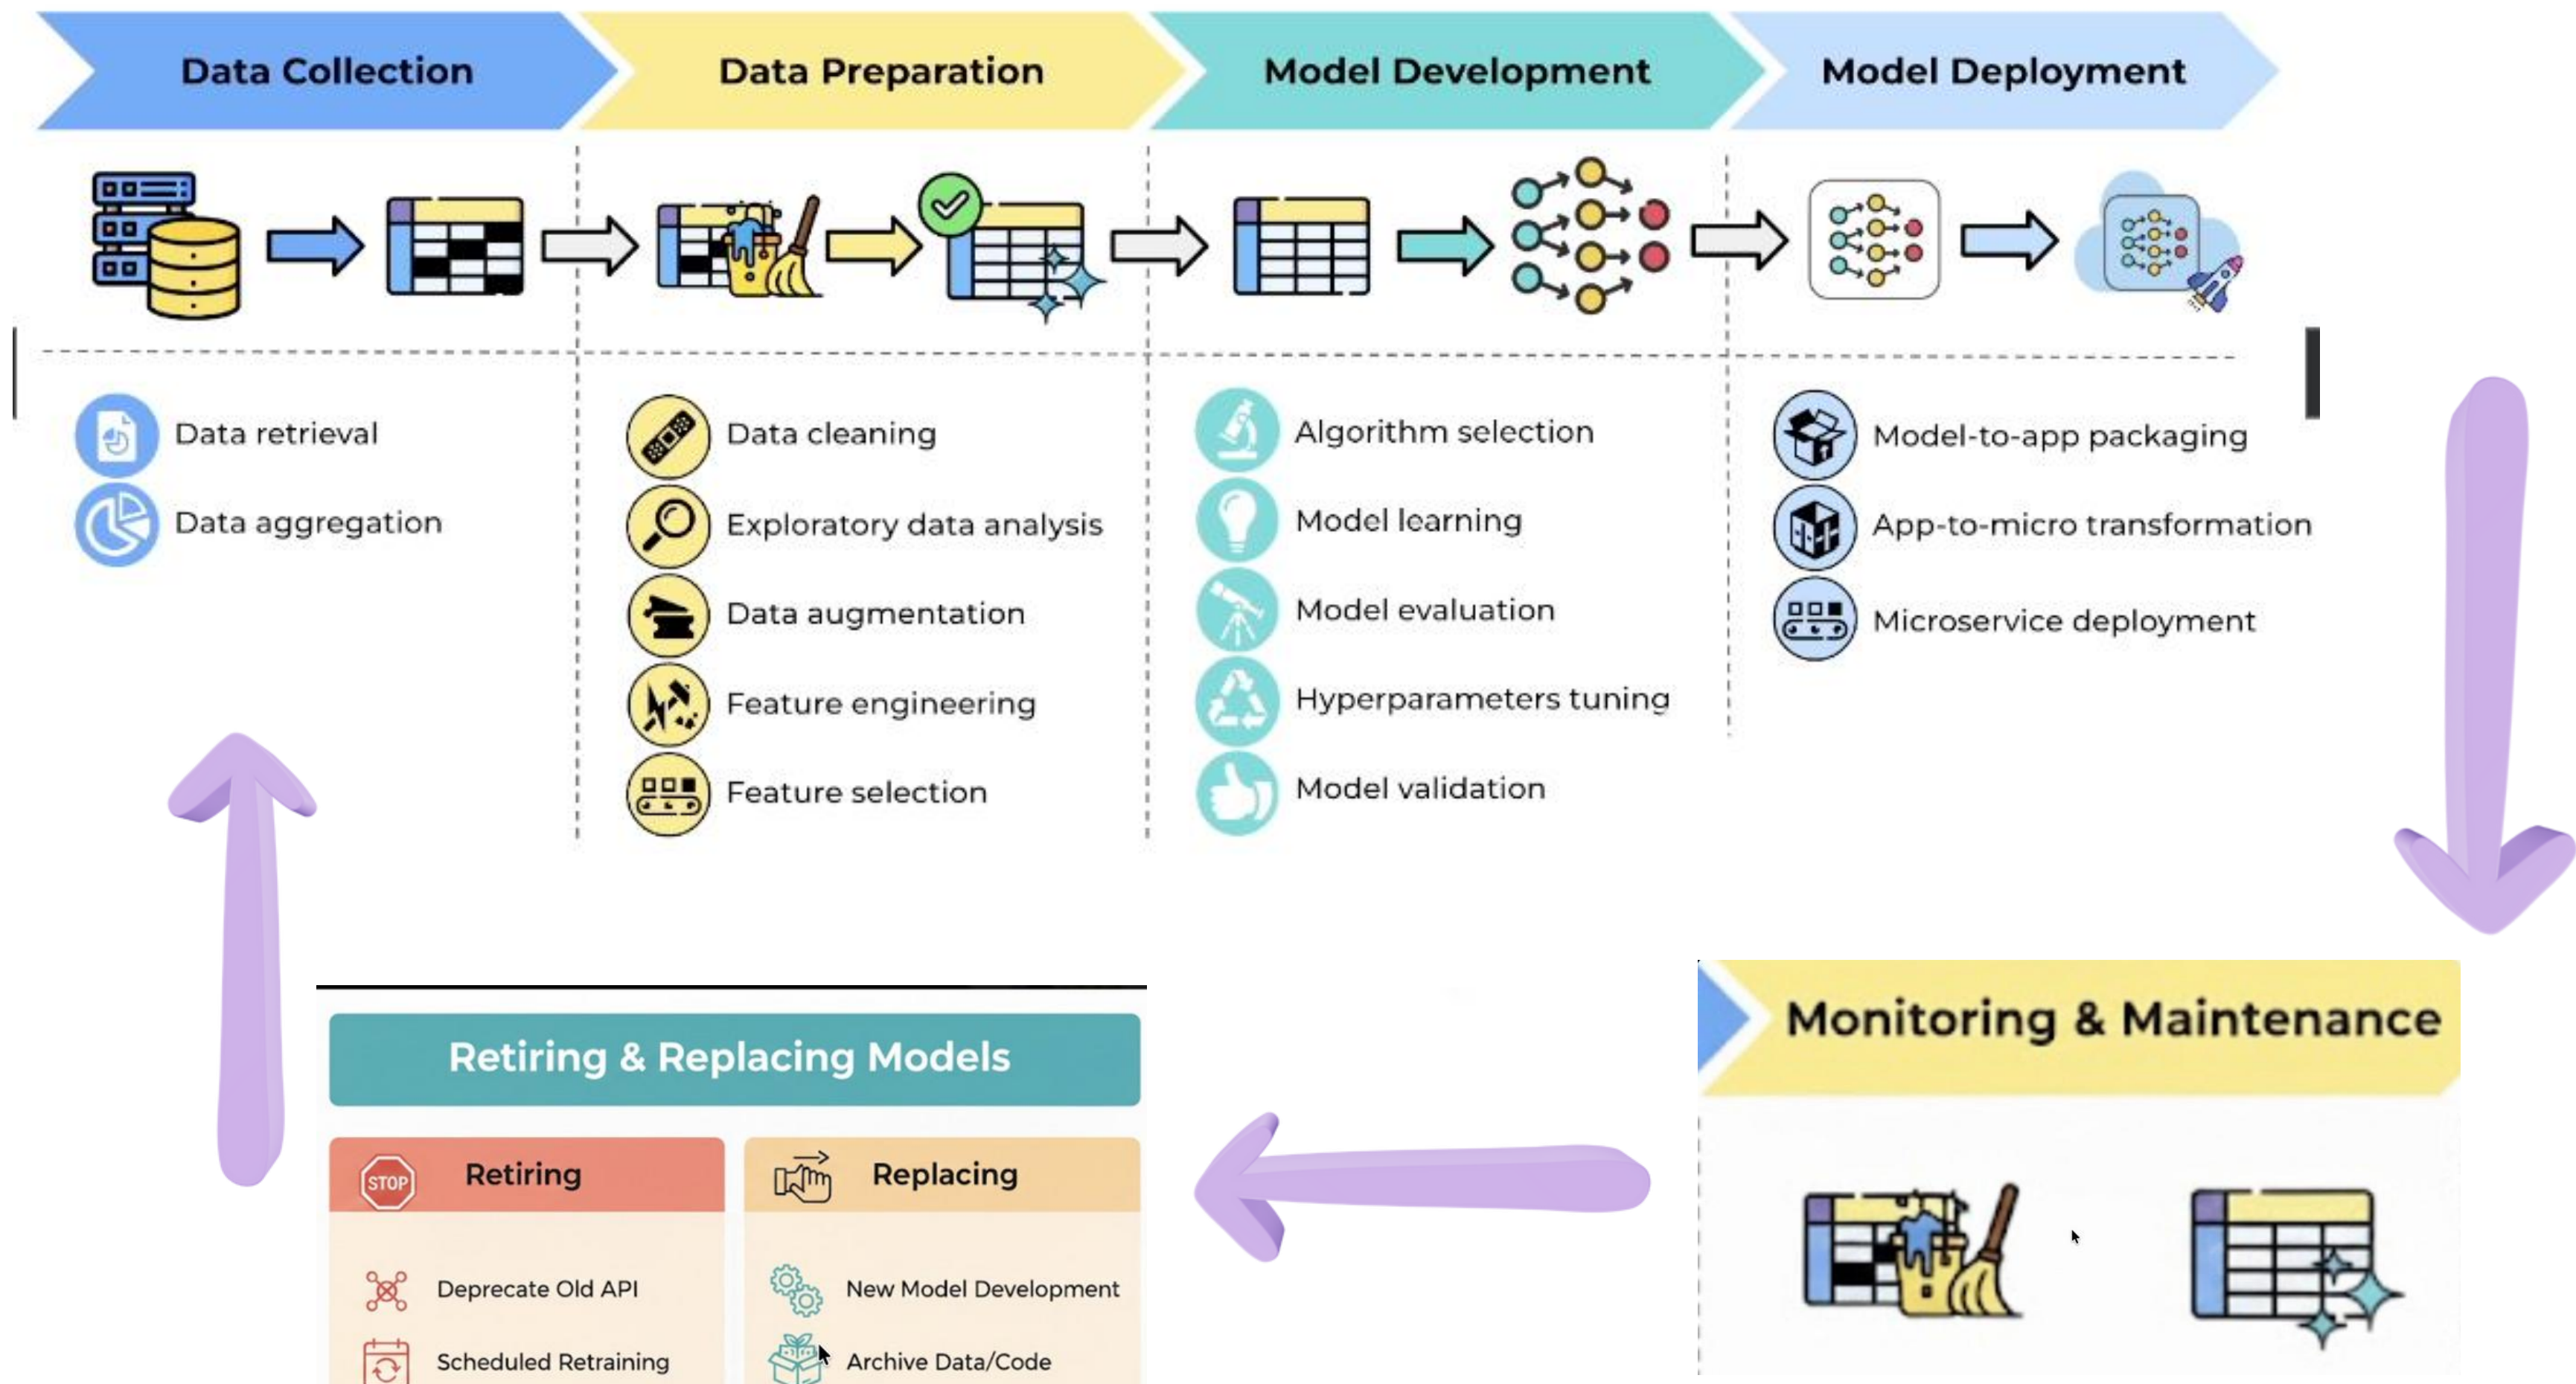 Data Collection
Data Preparation
Model Development
Model Deployment
Data retrieval
Data aggregation
Data cleaning
Exploratory data analysis
Data augmentation
Feature engineering
Feature selection
Algorithm selection
Model learning
Model evaluation
Hyperparameters tuning
Model validation
Model-to-app packaging
App-to-micro transformation
Microservice deployment
Retiring & Replacing Models
STOP
Retiring
Deprecate Old API
Scheduled Retraining
Replacing
New Model Development
Archive Data/Code
Monitoring & Maintenance